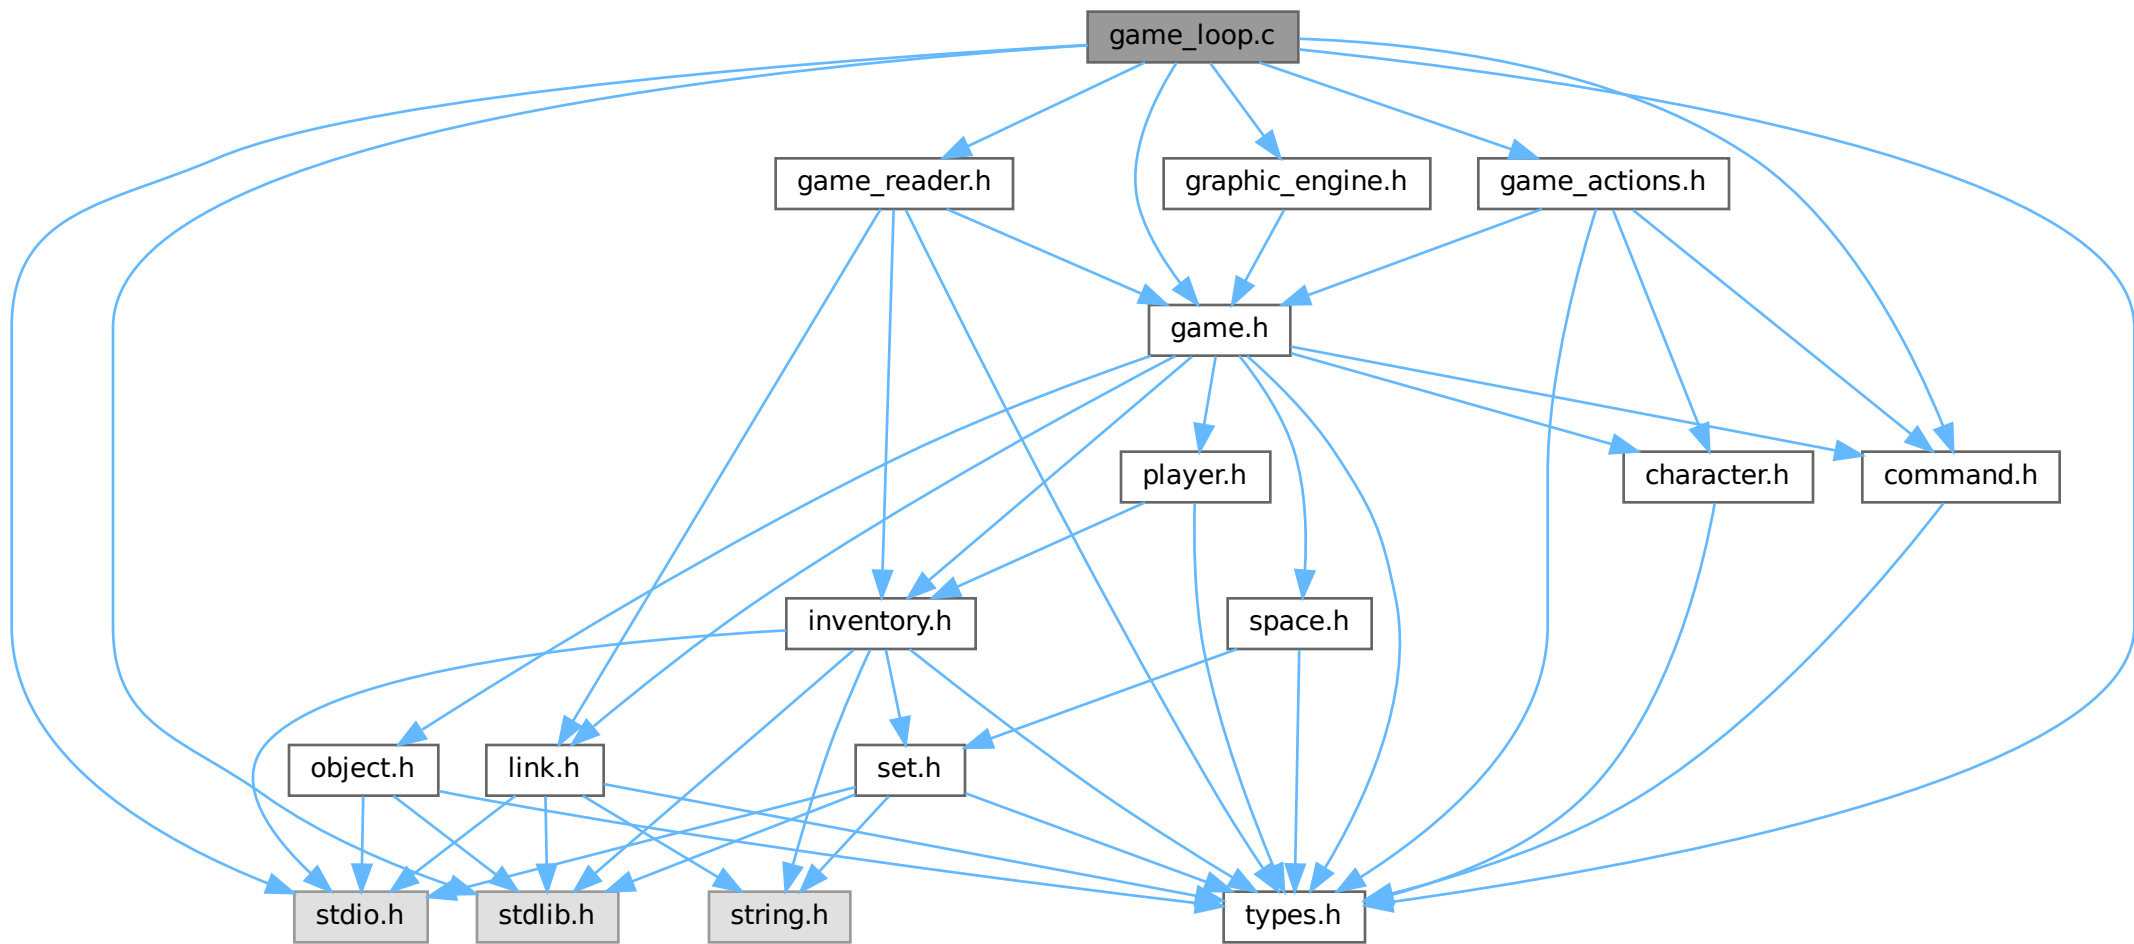 game_loop.c
game_reader.h
graphic_engine.h
game_actions.h
game.h
player.h
character.h
command.h
inventory.h
space.h
object.h
link.h
set.h
stdio.h
stdlib.h
string.h
types.h